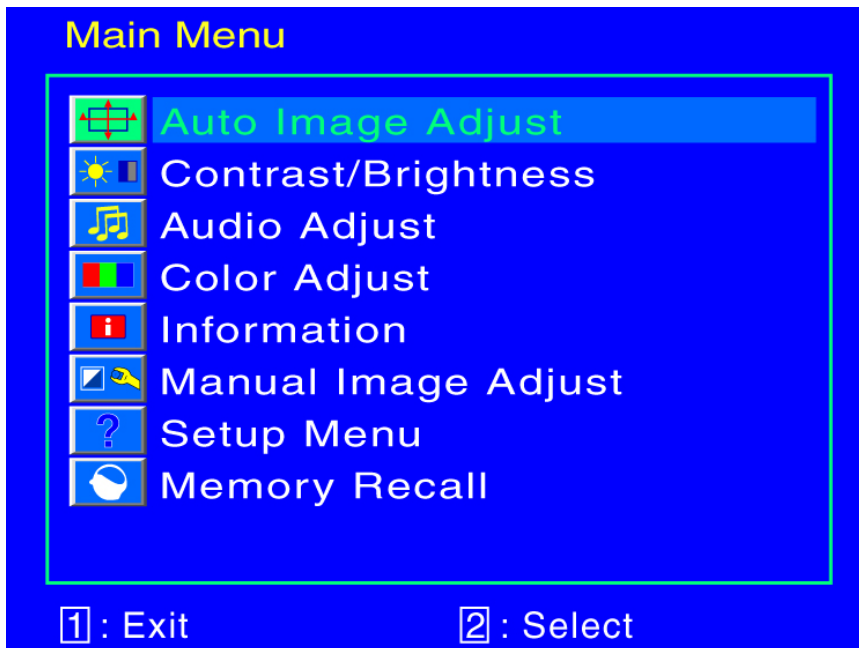 Main Menu
Auto Image Adjust
Contrast/Brightness
Audio Adjust
Color Adjust
i Information
Manual Image Adjust
? Setup Menu
Memory Recall
1 : Exit 2 : Select